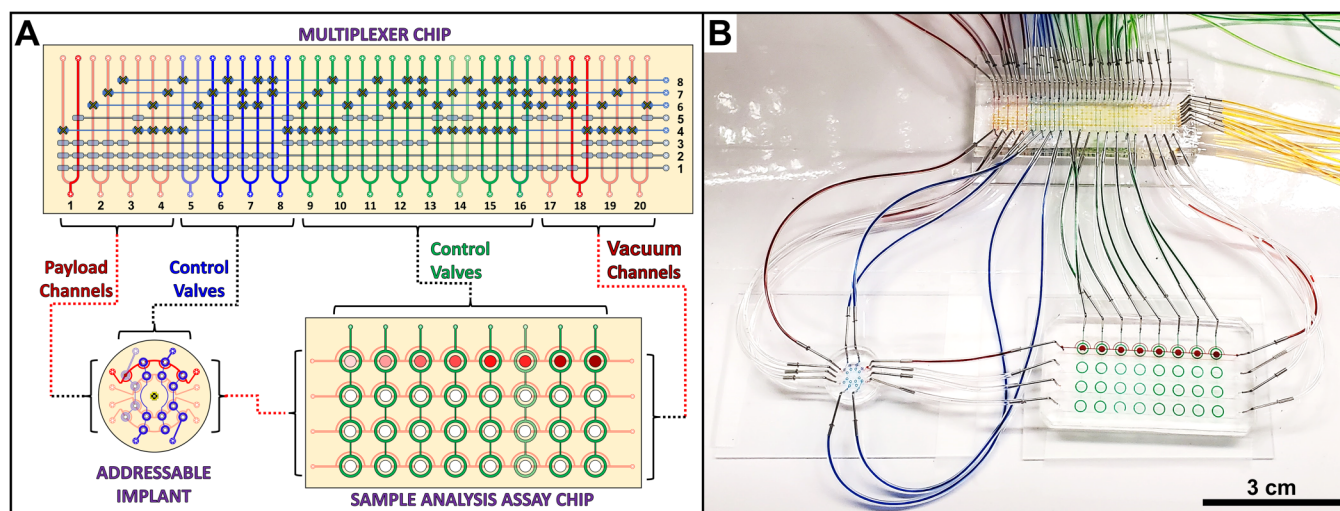 A
MULTIPLEXER CHIP
8
7
6
5
4
3
2
1
1 2 3 4 5 6 7 8 9 10 11 12 13 14 15 16 17 18 19 20
Payload
Channels
Control
Valves
Control
Valves
Vacuum
Channels
ADDRESSABLE
IMPLANT
SAMPLE ANALYSIS ASSAY CHIP
B
3 cm